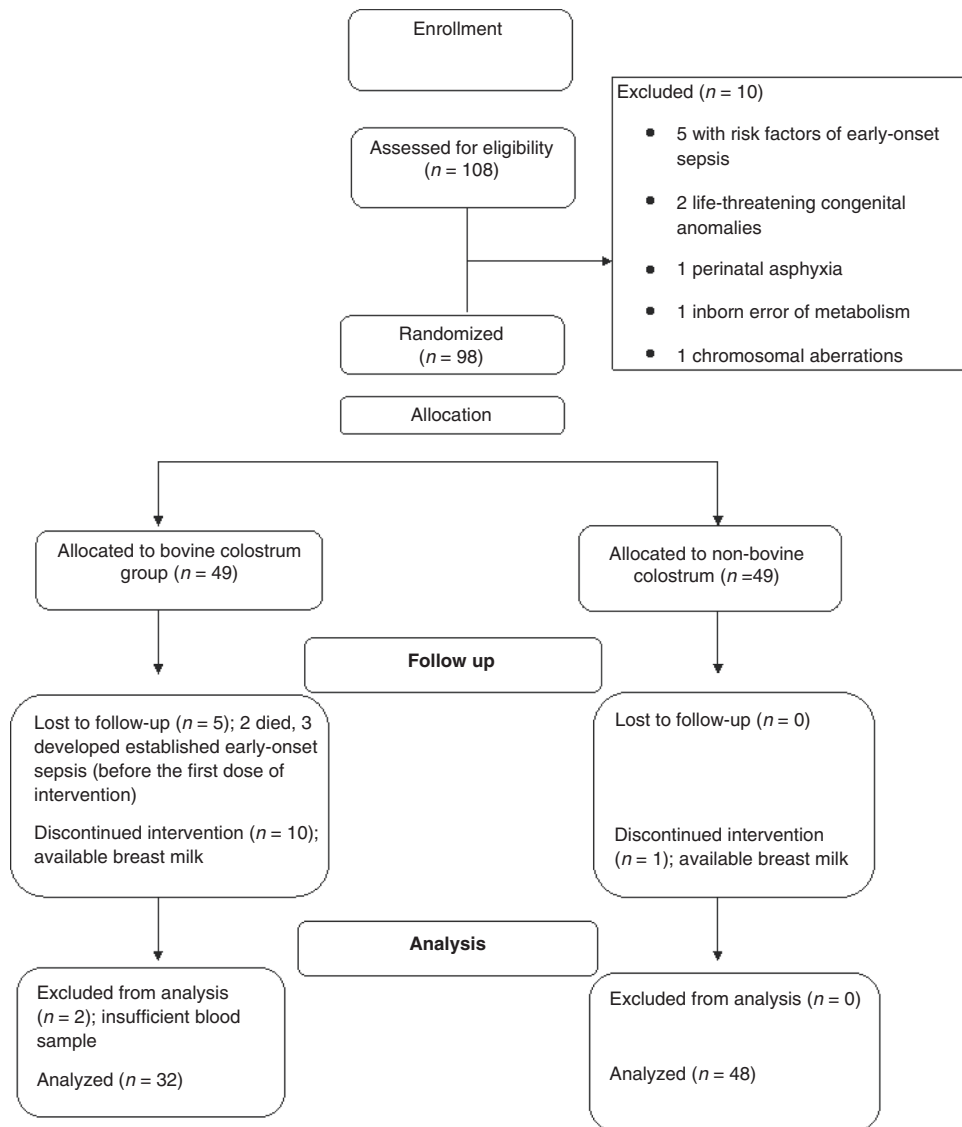 Enrollment
Assessed for eligibility
(n = 108)
Excluded (n = 10)
• 5 with risk factors of early-onset
sepsis
• 2 life-threatening congenital
anomalies
• 1 perinatal asphyxia
• 1 inborn error of metabolism
• 1 chromosomal aberrations
Randomized
(n = 98)
Allocation
Allocated to bovine colostrum
group (n = 49)
Allocated to non-bovine
colostrum (n =49)
Follow up
Lost to follow-up (n = 5); 2 died, 3
developed established early-onset
sepsis (before the first dose of
intervention)
Discontinued intervention (n = 10);
available breast milk
Lost to follow-up (n = 0)
Discontinued intervention
(n = 1); available breast milk
Analysis
Excluded from analysis
(n = 2); insufficient blood
sample
Analyzed (n = 32)
Excluded from analysis (n = 0)
Analyzed (n = 48)